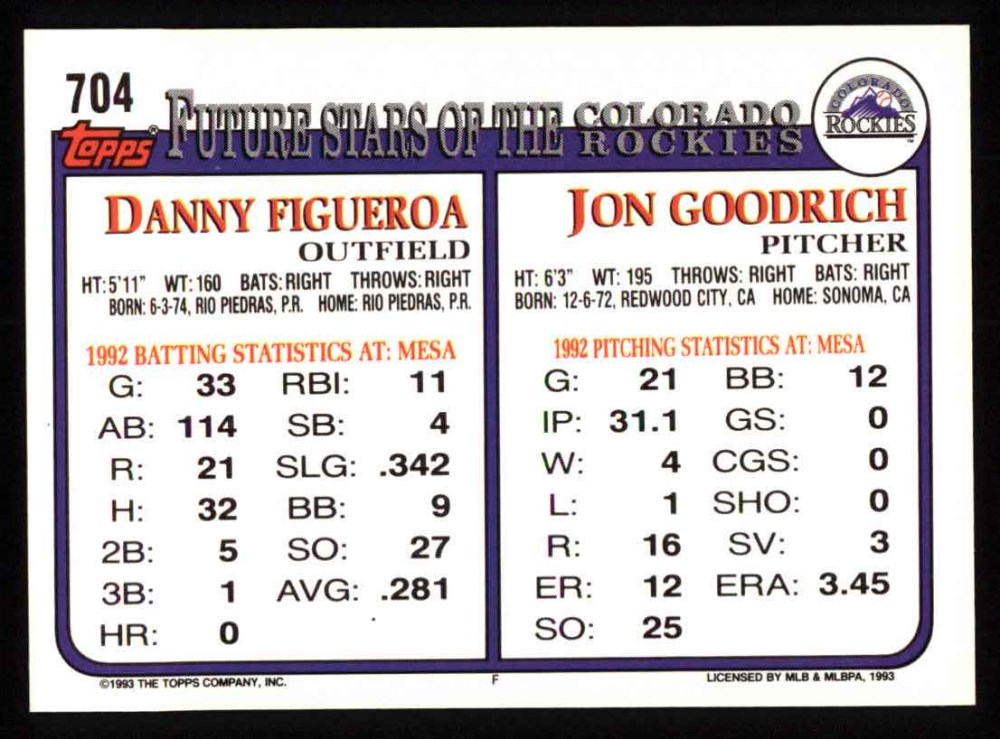 704
Topps®
FUTURE STARS OF THE COLORADO ROCKIES
COLORADO
ROCKIES
™
DANNY FIGUEROA
OUTFIELD
HT: 5'11" WT: 160 BATS: RIGHT THROWS: RIGHT
BORN: 6-3-74, RIO PIEDRAS, P.R. HOME: RIO PIEDRAS, P.R.
1992 BATTING STATISTICS AT: MESA
G: 33 RBI: 11
AB: 114 SB: 4
R: 21 SLG: .342
H: 32 BB: 9
2B: 5 SO: 27
3B: 1 AVG: .281
HR: 0
JON GOODRICH
PITCHER
HT: 6'3" WT: 195 THROWS: RIGHT BATS: RIGHT
BORN: 12-6-72, REDWOOD CITY, CA HOME: SONOMA, CA
1992 PITCHING STATISTICS AT: MESA
G: 21 BB: 12
IP: 31.1 GS: 0
W: 4 CGS: 0
L: 1 SHO: 0
R: 16 SV: 3
ER: 12 ERA: 3.45
SO: 25
©1993 THE TOPPS COMPANY, INC.
F
LICENSED BY MLB & MLBPA, 1993